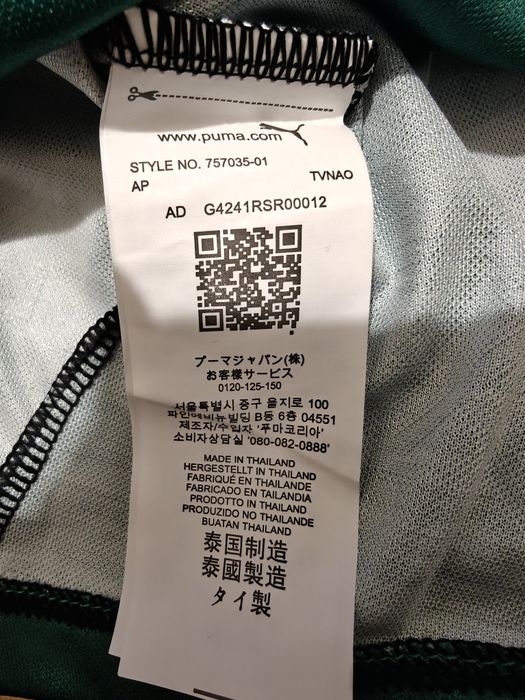 www.puma.com
STYLE NO. 757035-01
AP TVNAO
AD G4241RSR00012
プーマジャパン(株)
お客様サービス
0120-125-150
서울특별시 중구 을지로 100
파인에비뉴빌딩 B동 6층 04551
제조자/수입자 '푸마코리아'
소비자상담실 '080-082-0888'
MADE IN THAILAND
HERGESTELLT IN THAILAND
FABRIQUÉ EN THAILANDE
FABRICADO EN TAILANDIA
PRODOTTO IN THAILAND
PRODUZIDO NO THAILANDE
BUATAN THAILAND
泰国制造
泰國製造
タイ製